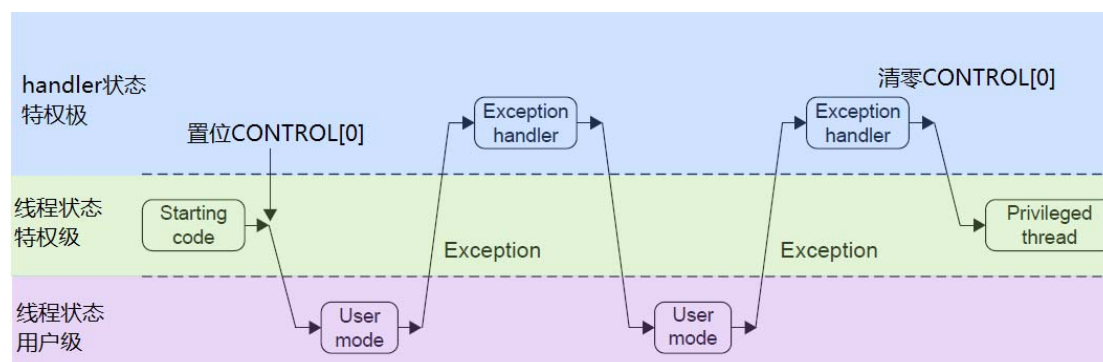 handler状态
特权极
置位CONTROL[0]
Exception
handler
清零CONTROL[0]
Exception
handler
线程状态
特权级
Starting
code
Exception
Exception
Privileged
thread
线程状态
用户级
User
mode
User
mode